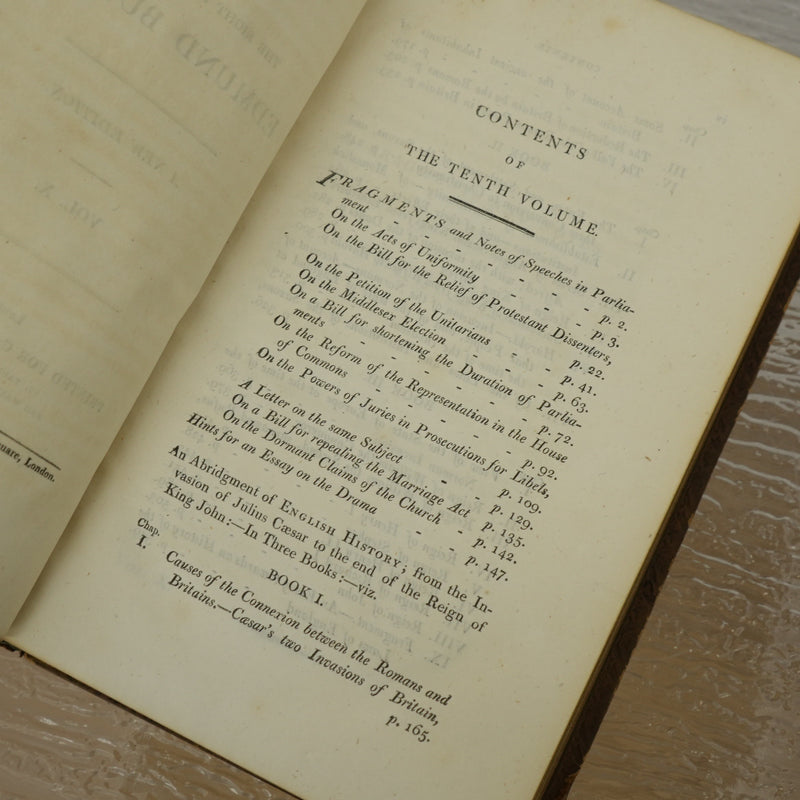 CONTENTS
OF
THE TENTH VOLUME.
FRAGMENTS and Notes of Speeches in Parlia-
ment - - - - - - p. 2.
On the Acts of Uniformity - - - p. 3.
On the Bill for the Relief of Protestant Dissenters,
p. 22.
On the Petition of the Unitarians - - p. 41.
On the Middlesex Election - - - p. 63.
On a Bill for shortening the Duration of Parlia-
ments - - - - - - p. 72.
On the Reform of the Representation in the House
of Commons - - - - - p. 92.
On the Powers of Juries in Prosecutions for Libels,
p. 109.
A Letter on the same Subject - - p. 129.
On a Bill for repealing the Marriage Act p. 135.
On the Dormant Claims of the Church - p. 142.
Hints for an Essay on the Drama - - p. 147.
An Abridgment of ENGLISH HISTORY; from the In-
vasion of Julius Cæsar to the end of the Reign of
King John:—In Three Books:—viz.
BOOK I.
Chap.
I. Causes of the Connexion between the Romans and
Britains.—Cæsar's two Invasions of Britain,
p. 165.
quare, London.